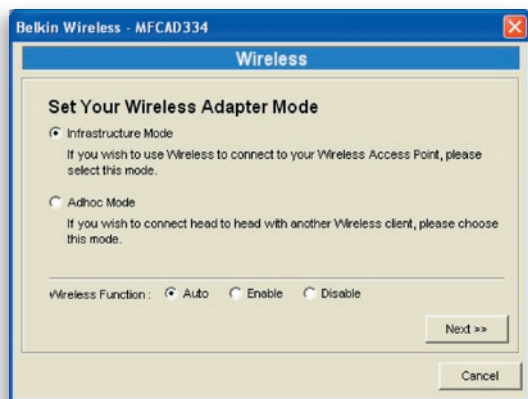 Belkin Wireless - MFCAD334
Wireless
Set Your Wireless Adapter Mode
Infrastructure Mode
If you wish to use Wireless to connect to your Wireless Access Point, please
select this mode.
Adhoc Mode
If you wish to connect head to head with another Wireless client, please choose
this mode.
Wireless Function : Auto Enable Disable
Next >>
Cancel